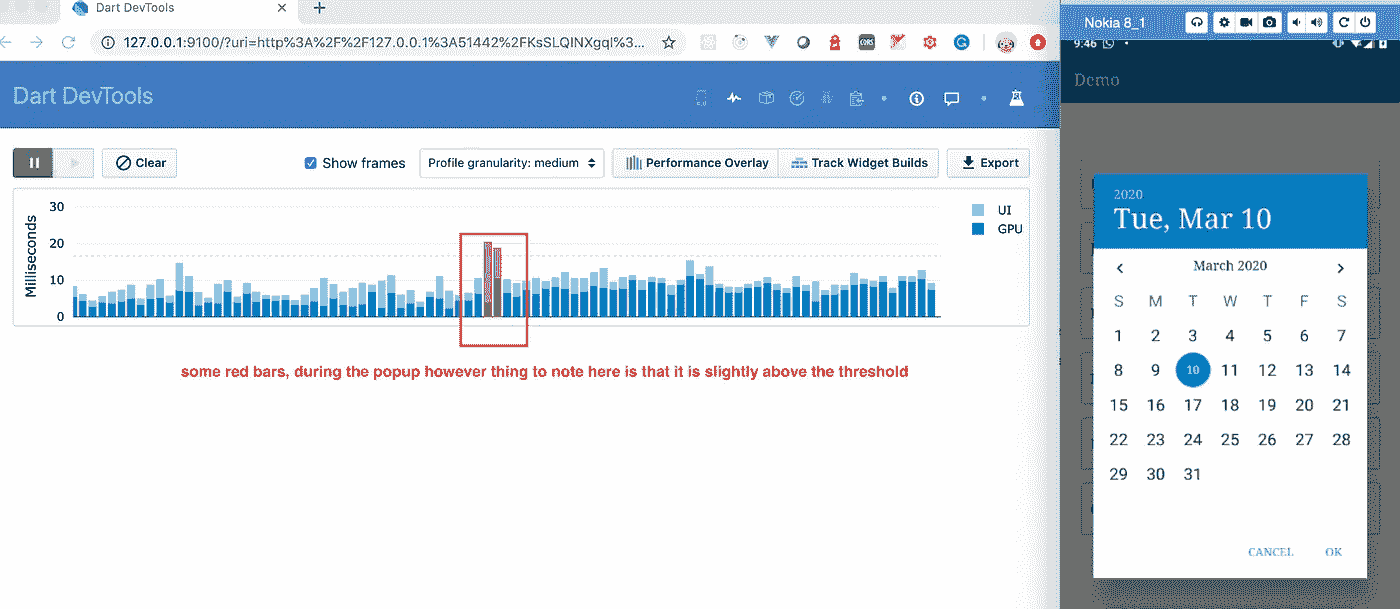 Dart DevTools
127.0.0.1:9100/?uri=http%3A%2F%2F127.0.0.1%3A51442%2FKsSLQINXgqI%3...
Dart DevTools
Clear
Show frames
Profile granularity: medium
Performance Overlay
Track Widget Builds
Export
Milliseconds
30
20
10
0
UI
GPU
some red bars, during the popup however thing to note here is that it is slightly above the threshold
Nokia 8_1
9:46
Demo
2020
Tue, Mar 10
March 2020
S M T W T F S
1 2 3 4 5 6 7
8 9 10 11 12 13 14
15 16 17 18 19 20 21
22 23 24 25 26 27 28
29 30 31
CANCEL OK